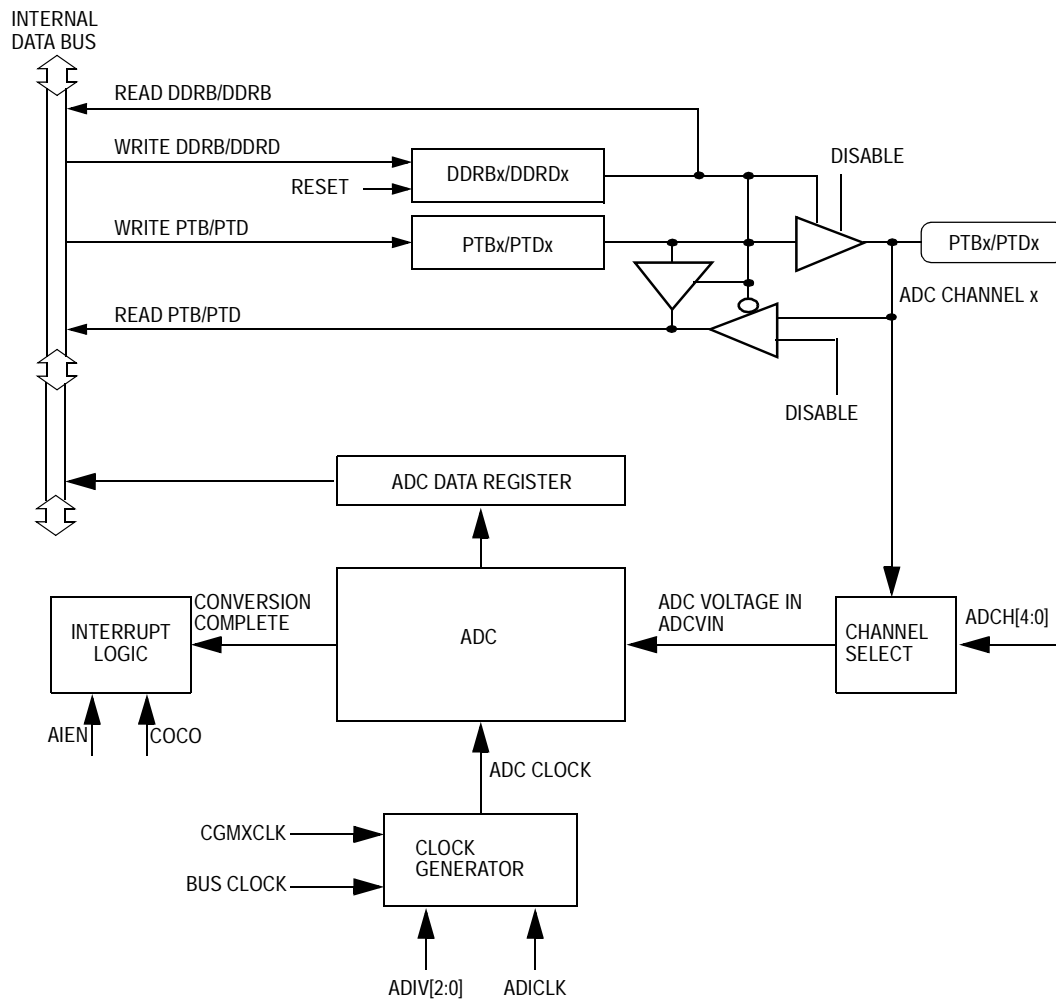 INTERNAL
DATA BUS
READ DDRB/DDRB
WRITE DDRB/DDRD
DISABLE
RESET
DDRBx/DDRDx
WRITE PTB/PTD
PTBx/PTDx
PTBx/PTDx
ADC CHANNEL x
READ PTB/PTD
DISABLE
ADC DATA REGISTER
INTERRUPT
LOGIC
CONVERSION
COMPLETE
ADC
ADC VOLTAGE IN
ADCVIN
CHANNEL
SELECT
ADCH[4:0]
AIEN
COCO
ADC CLOCK
CGMXCLK
BUS CLOCK
CLOCK
GENERATOR
ADIV[2:0]
ADICLK